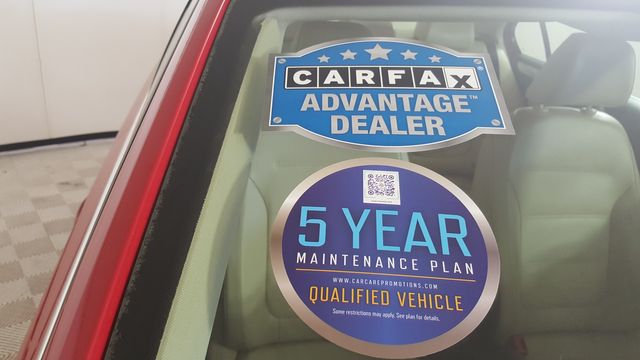 CARFAX
ADVANTAGE™
DEALER
5 YEAR
MAINTENANCE PLAN
WWW.CARCAREPROMOTIONS.COM
QUALIFIED VEHICLE
Some restrictions may apply. See plan for details.